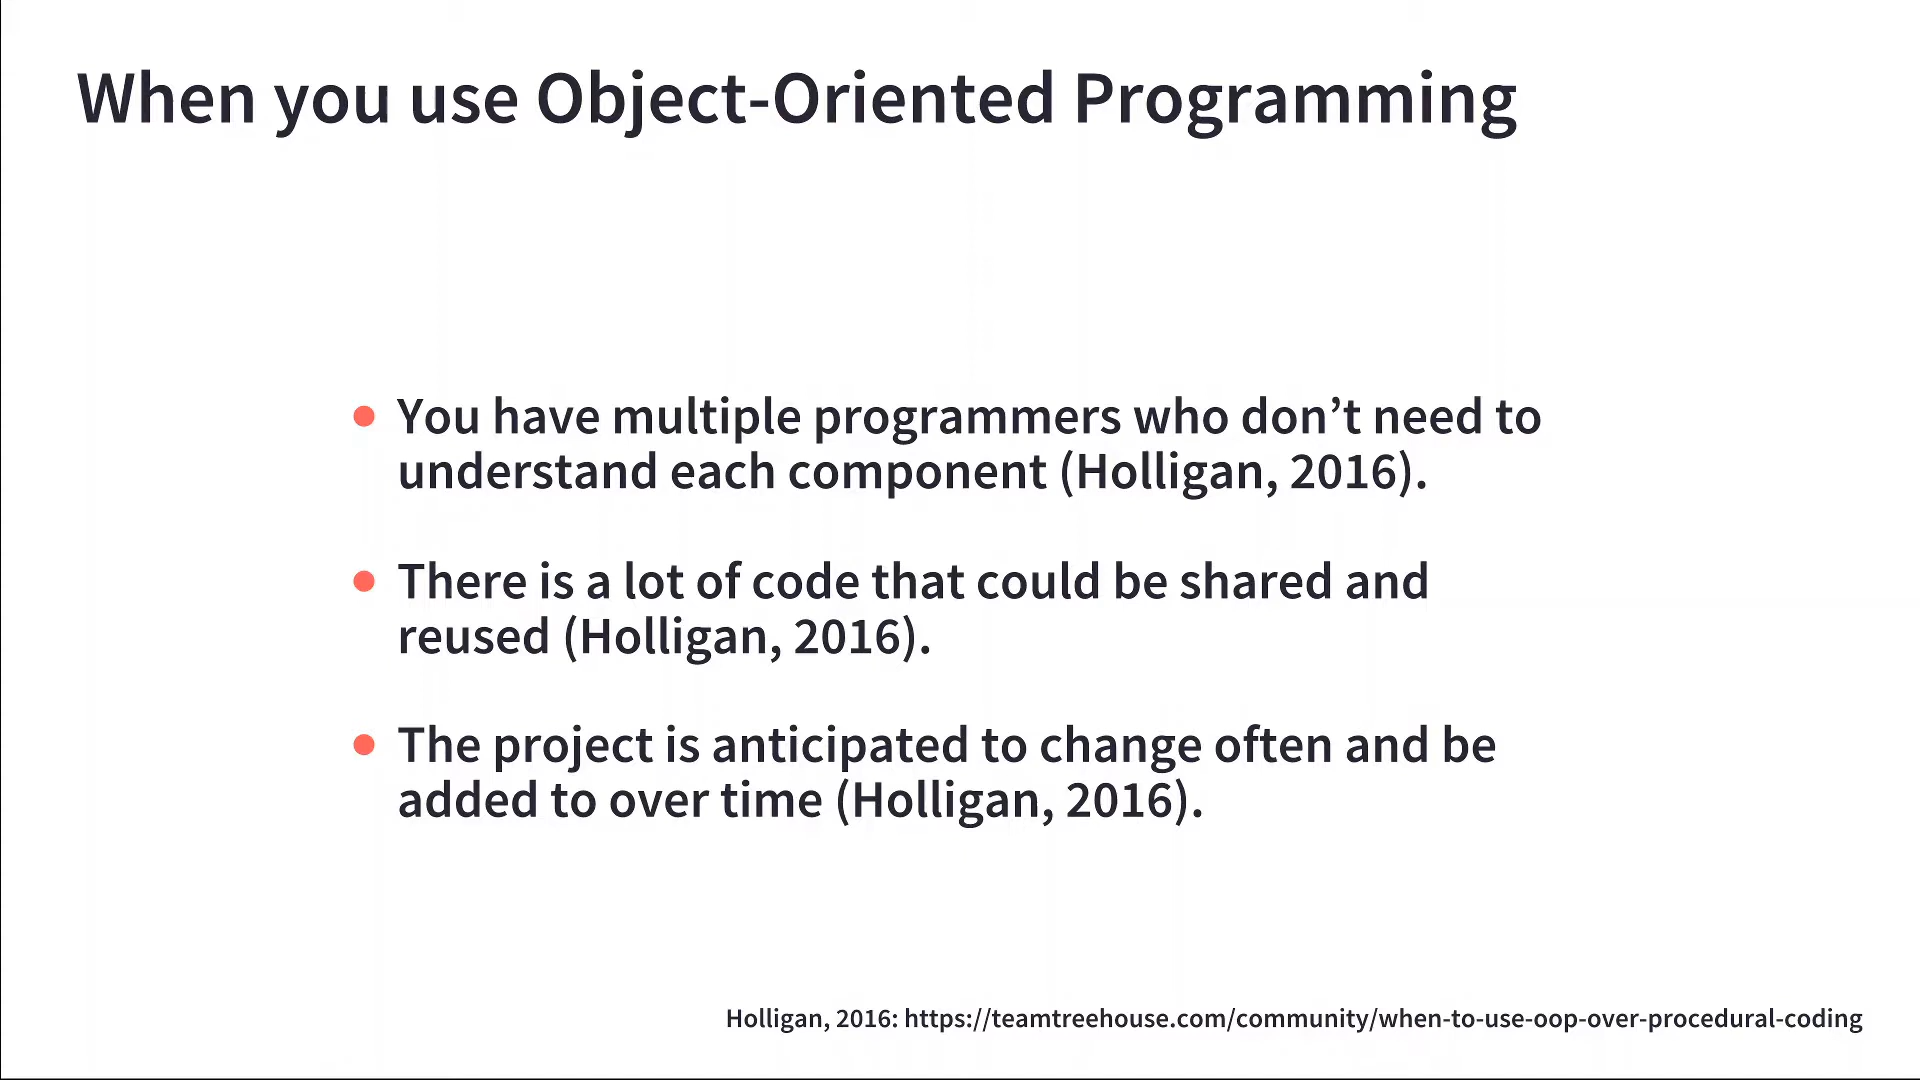 When you use Object-Oriented Programming
• You have multiple programmers who don’t need to
understand each component (Holligan, 2016).
• There is a lot of code that could be shared and
reused (Holligan, 2016).
• The project is anticipated to change often and be
added to over time (Holligan, 2016).
Holligan, 2016: https://teamtreehouse.com/community/when-to-use-oop-over-procedural-coding